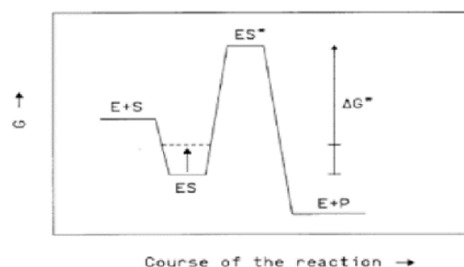 ES*
E+S
ΔG*
G →
ES
E+P
Course of the reaction →